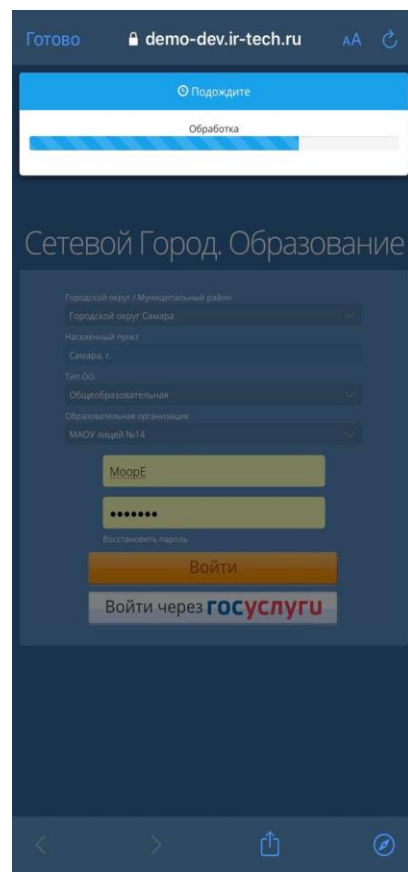 Готово demo-dev.ir-tech.ru AA
Подождите
Обработка
Сетевой Город. Образование
Городской округ / Муниципальный район
Городской округ Самара
Населённый пункт
Самара, г.
Тип ОО
Общеобразовательная
Образовательная организация
МАОУ лицей №14
МоорЕ
•••••••
Восстановить пароль
Войти
Войти через госуслуги